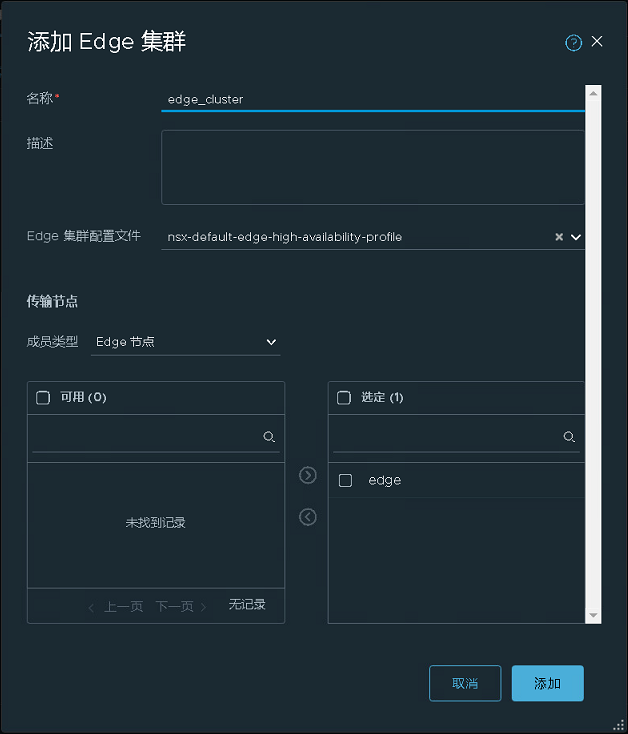 添加 Edge 集群
名称*
edge_cluster
描述
Edge 集群配置文件
nsx-default-edge-high-availability-profile
传输节点
成员类型
Edge 节点
可用 (0)
选定 (1)
edge
未找到记录
上一页 下一页 无记录
取消 添加